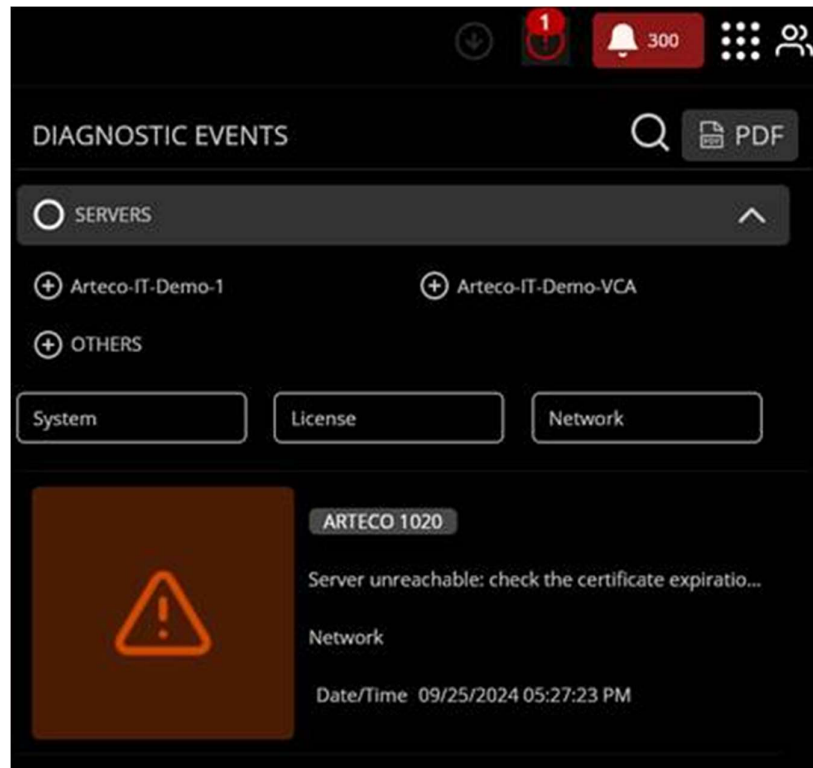 1
300
DIAGNOSTIC EVENTS
PDF
SERVERS
Arteco-IT-Demo-1 Arteco-IT-Demo-VCA
OTHERS
System License Network
ARTECO 1020
Server unreachable: check the certificate expiratio...
Network
Date/Time 09/25/2024 05:27:23 PM